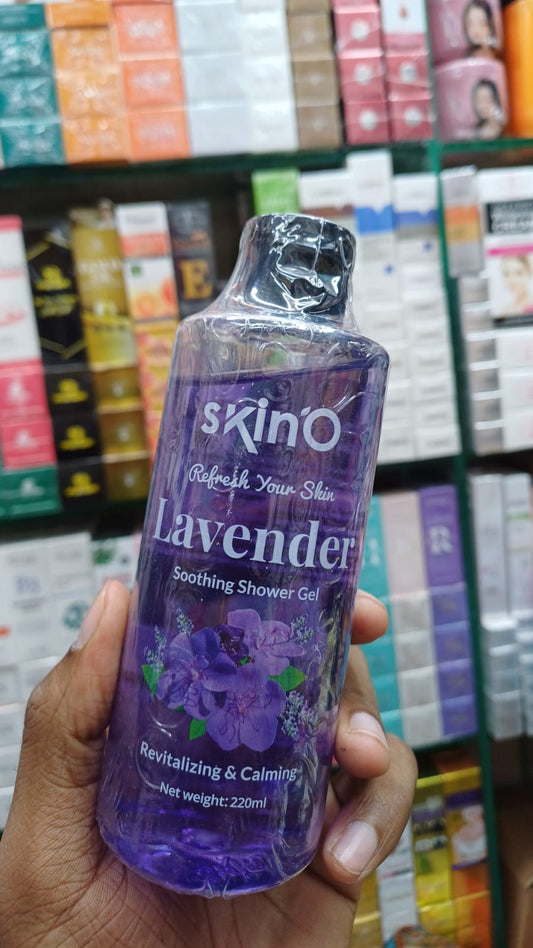 skin'O
Refresh Your Skin
Lavender
Soothing Shower Gel
Revitalizing & Calming
Net weight: 220ml
E
R